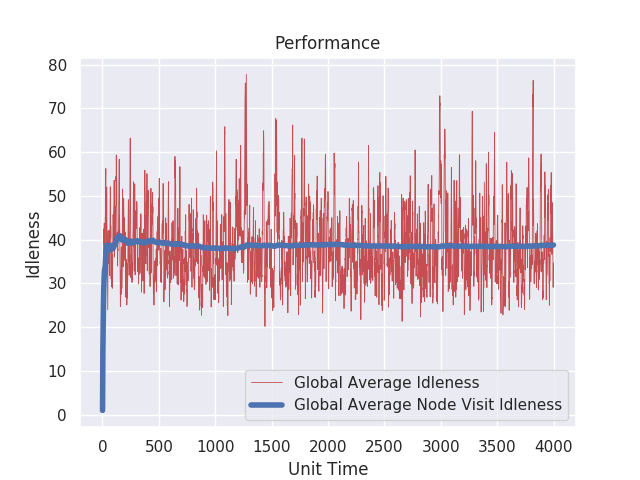 Performance
80
70
60
50
40
30
20
10
0
Idleness
Global Average Idleness
Global Average Node Visit Idleness
0 500 1000 1500 2000 2500 3000 3500 4000
Unit Time